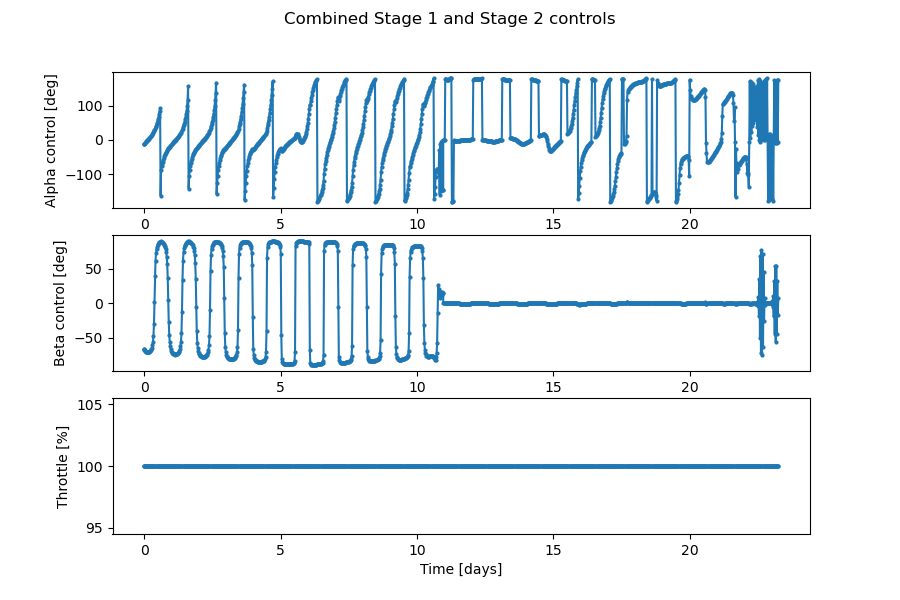 Combined Stage 1 and Stage 2 controls
Alpha control [deg]
100
0
−100
0 5 10 15 20
Beta control [deg]
50
0
−50
0 5 10 15 20
Throttle [%]
105
100
95
0 5 10 15 20
Time [days]